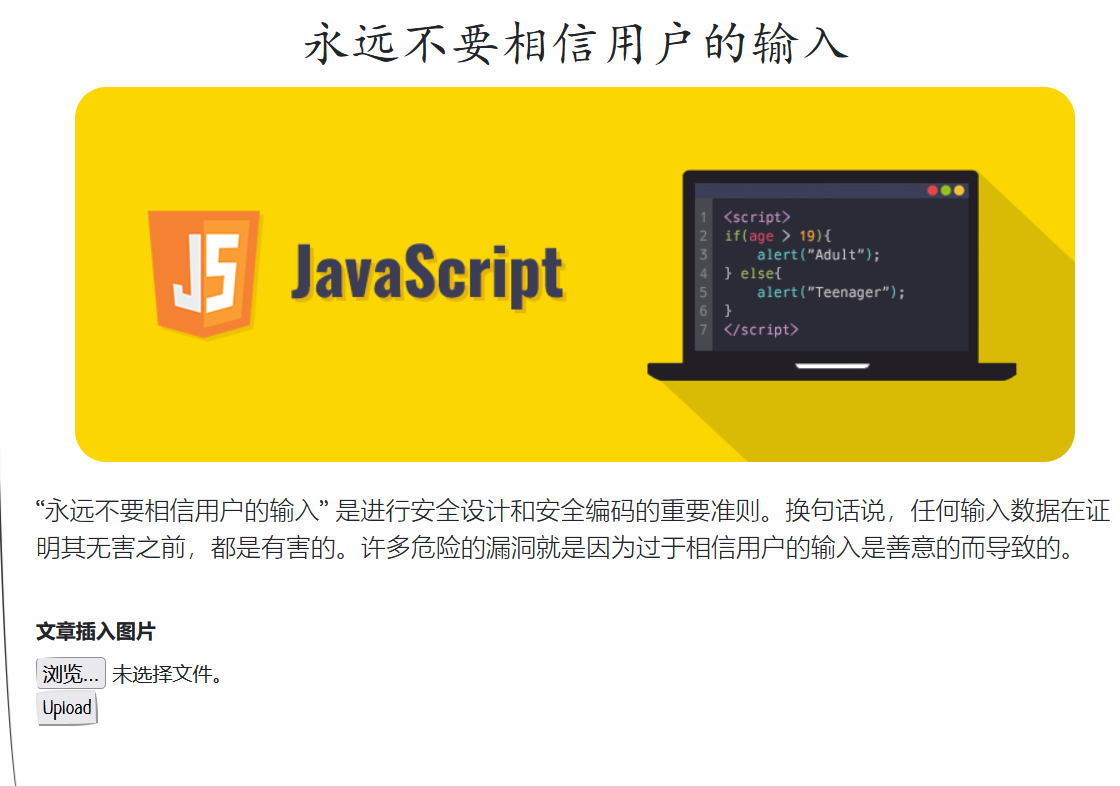 永远不要相信用户的输入
JS
JavaScript
1 <script>
2 if(age > 19){
3 alert("Adult");
4 } else{
5 alert("Teenager");
6 }
7 </script>
“永远不要相信用户的输入” 是进行安全设计和安全编码的重要准则。换句话说，任何输入数据在证
明其无害之前，都是有害的。许多危险的漏洞就是因为过于相信用户的输入是善意的而导致的。
文章插入图片
浏览... 未选择文件。
Upload